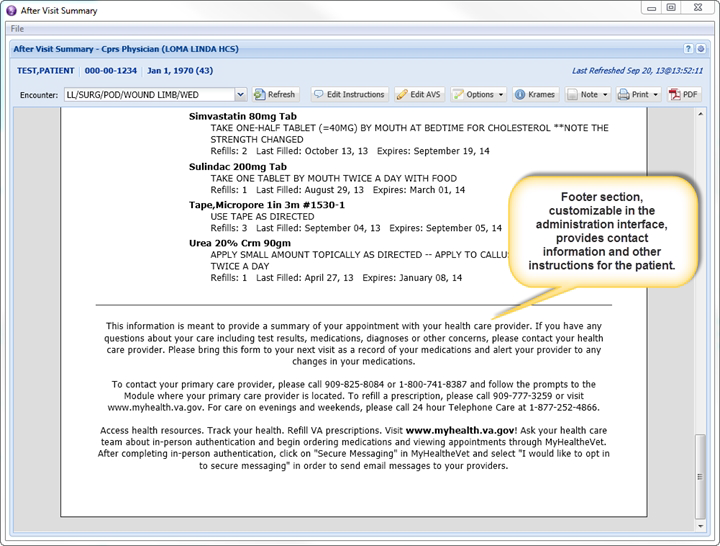 After Visit Summary
File
After Visit Summary - Cprs Physician (LOMA LINDA HCS)
TEST,PATIENT 000-00-1234 Jan 1, 1970 (43) Last Refreshed Sep 20, 13@13:52:11
Encounter: LL/SURG/POD/WOUND LIMB/WED Refresh Edit Instructions Edit AVS Options Krames Note Print PDF
Simvastatin 80mg Tab
TAKE ONE-HALF TABLET (=40MG) BY MOUTH AT BEDTIME FOR CHOLESTEROL **NOTE THE
STRENGTH CHANGED
Refills: 2 Last Filled: October 13, 13 Expires: September 19, 14
Sulindac 200mg Tab
TAKE ONE TABLET BY MOUTH TWICE A DAY WITH FOOD
Refills: 1 Last Filled: August 29, 13 Expires: March 01, 14
Tape,Micropore 1in 3m #1530-1
USE TAPE AS DIRECTED
Refills: 3 Last Filled: September 04, 13 Expires: September 05, 14
Urea 20% Crm 90gm
APPLY SMALL AMOUNT TOPICALLY AS DIRECTED -- APPLY TO
TWICE A DAY
Refills: 1 Last Filled: April 27, 13 Expires: January 08, 14
Footer section,
customizable in the
administration interface,
provides contact
information and other
instructions for the patient.
This information is meant to provide a summary of your appointment with your health care provider. If you have any
questions about your care including test results, medications, diagnoses or other concerns, please contact your health
care provider. Please bring this form to your next visit as a record of your medications and alert your provider to any
changes in your medications.
To contact your primary care provider, please call 909-825-8084 or 1-800-741-8387 and follow the prompts to the
Module where your primary care provider is located. To refill a prescription, please call 909-777-3259 or visit
www.myhealth.va.gov. For care on evenings and weekends, please call 24 hour Telephone Care at 1-877-252-4866.
Access health resources. Track your health. Refill VA prescriptions. Visit www.myhealth.va.gov! Ask your health care
team about in-person authentication and begin ordering medications and viewing appointments through MyHealtheVet.
After completing in-person authentication, click on "Secure Messaging" in MyHealtheVet and select "I would like to opt in
to secure messaging" in order to send email messages to your providers.